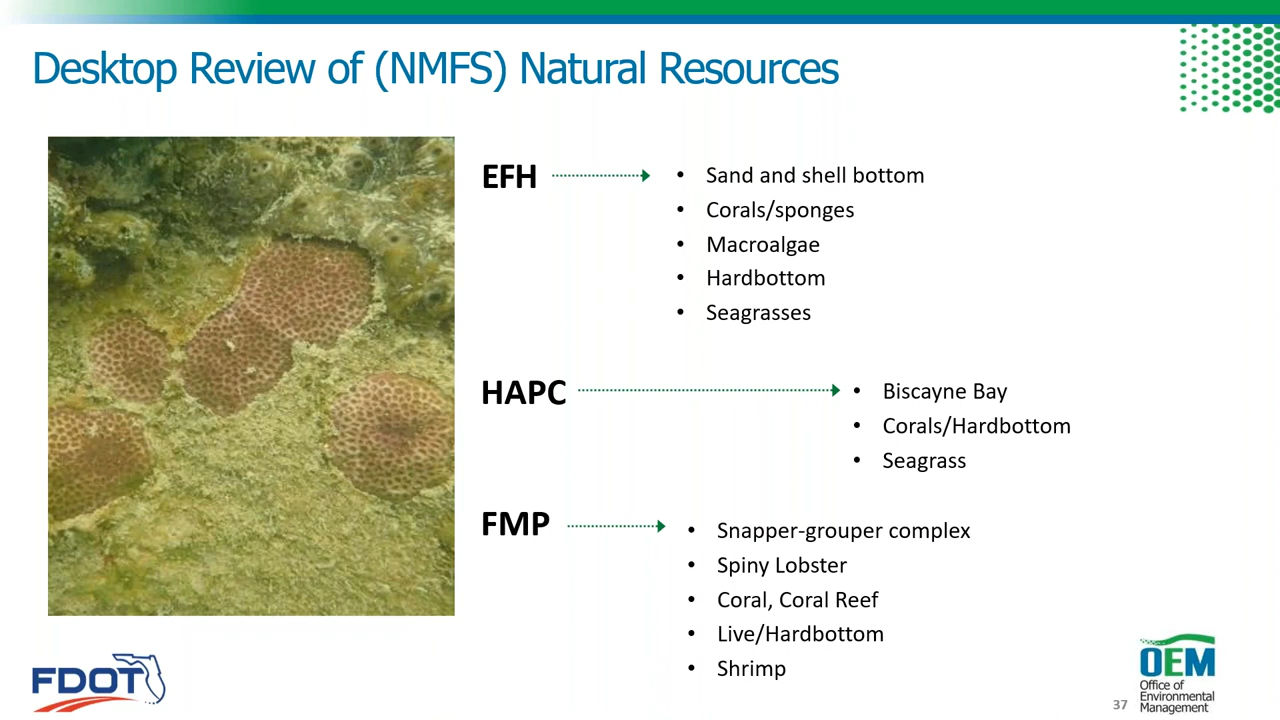 Desktop Review of (NMFS) Natural Resources
EFH
• Sand and shell bottom
• Corals/sponges
• Macroalgae
• Hardbottom
• Seagrasses
HAPC
• Biscayne Bay
• Corals/Hardbottom
• Seagrass
FMP
• Snapper-grouper complex
• Spiny Lobster
• Coral, Coral Reef
• Live/Hardbottom
• Shrimp
FDOT
37
OEM
Office of
Environmental
Management